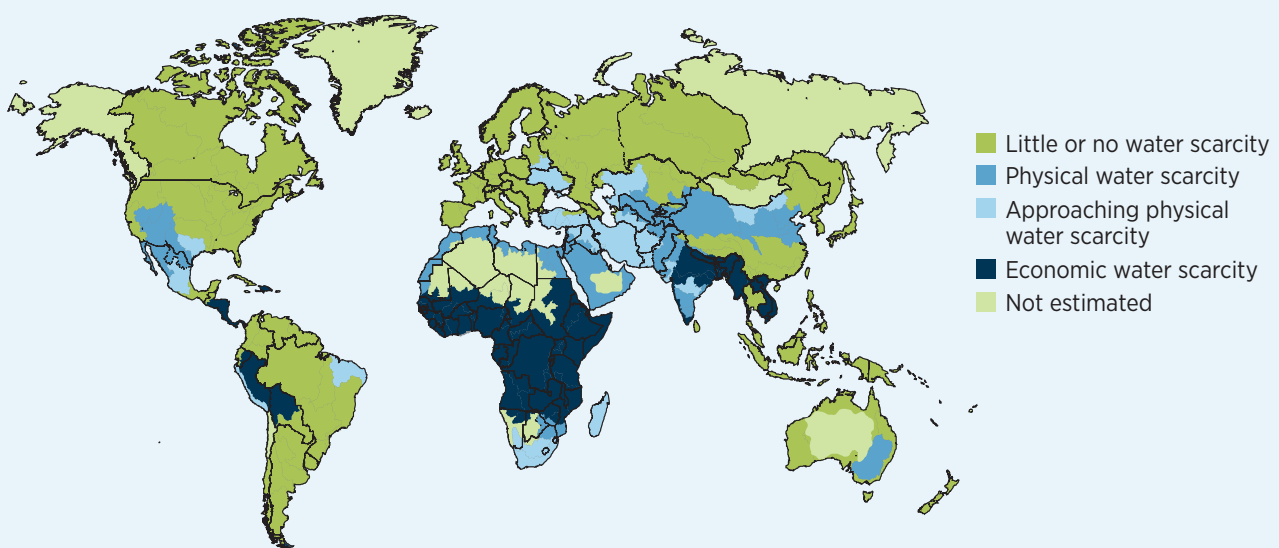 Little or no water scarcity
Physical water scarcity
Approaching physical
water scarcity
Economic water scarcity
Not estimated